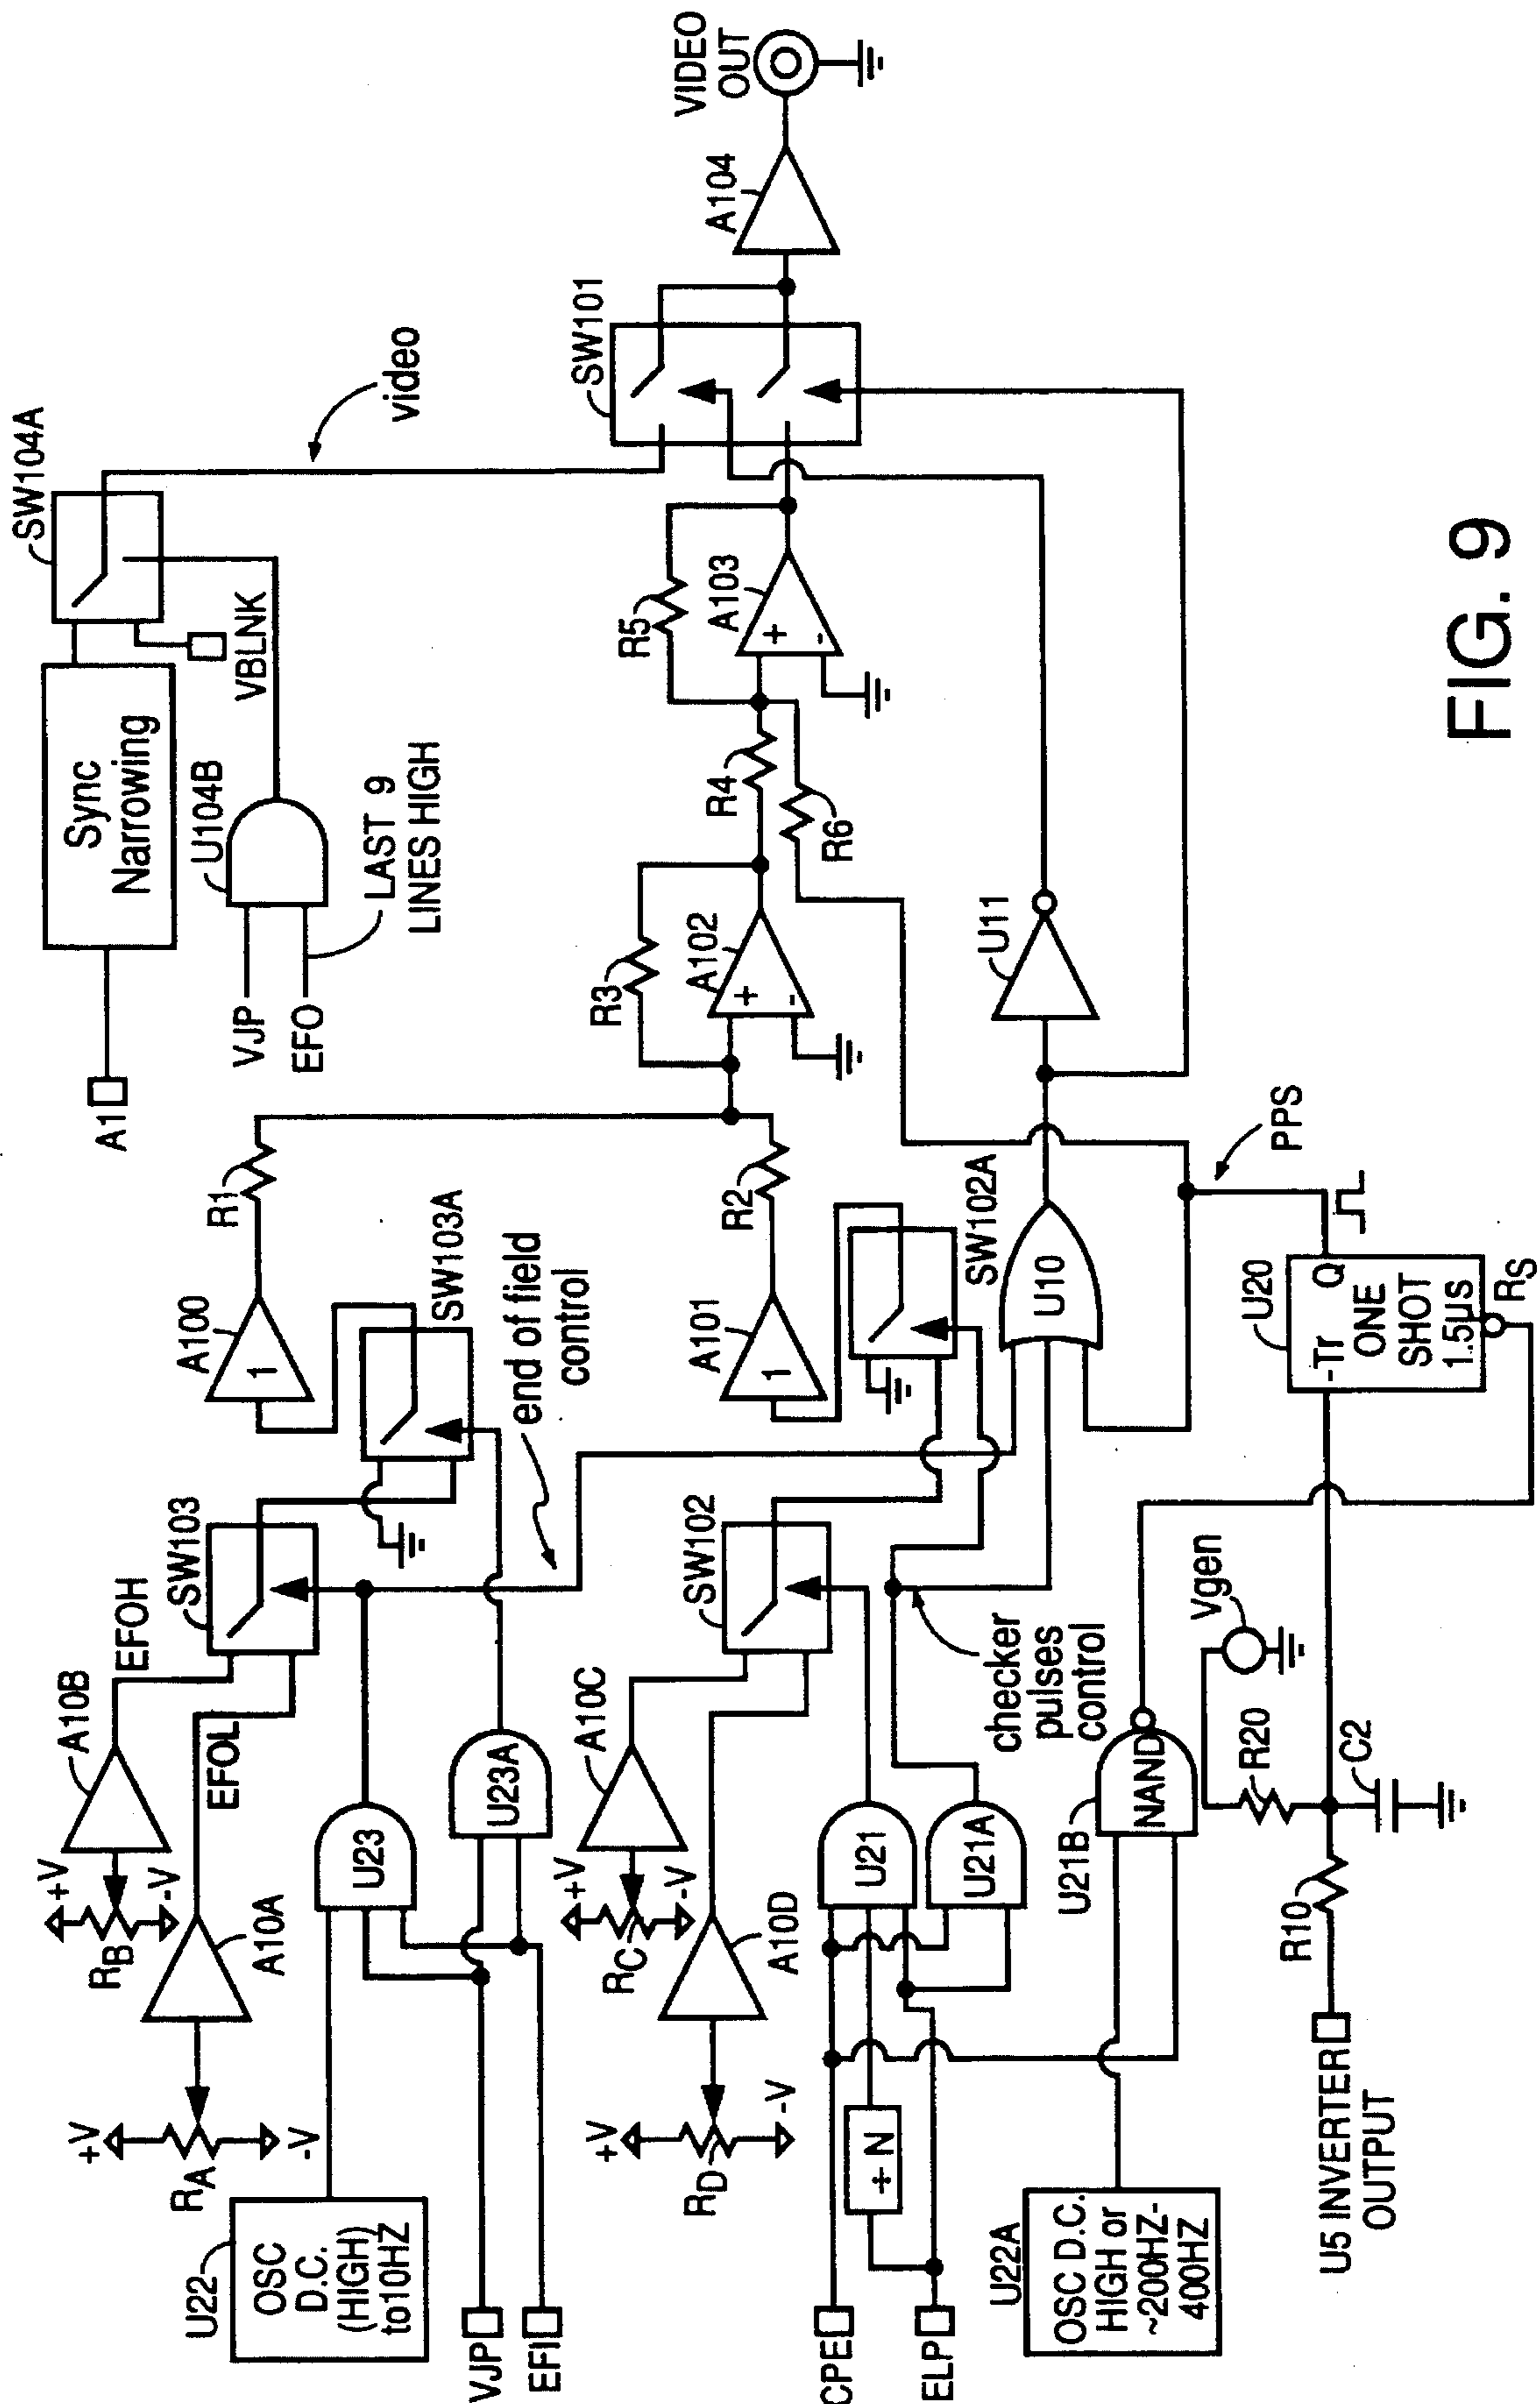 A1
Sync
Narrowing
SW104A
VBLNK
video
VJP
EFO
U104B
LAST 9
LINES HIGH
RA
+V
-V
A10A
EFOL
RB
+V
-V
A10B
EFOH
SW103
SW103A
A100
1
R1
U22
OSC
D.C.
(HIGH)
to10HZ
VJP
EFI
U23
U23A
end of field
control
R3
A102
+
-
R4
R5
A103
+
-
R6
SW101
A104
VIDEO
OUT
RD
+V
-V
A10D
RC
+V
-V
A10C
SW102
SW102A
A101
1
R2
CPE
ELP
÷ N
U21
U21A
checker
pulses
control
U10
U11
U22A
OSC D.C.
HIGH or
~200HZ-
400HZ
U21B
NAND
U5 INVERTER
OUTPUT
R10
R20
C2
Vgen
U20
-Tr
Q
ONE
SHOT
1.5µs
RS
PPS
FIG. 9